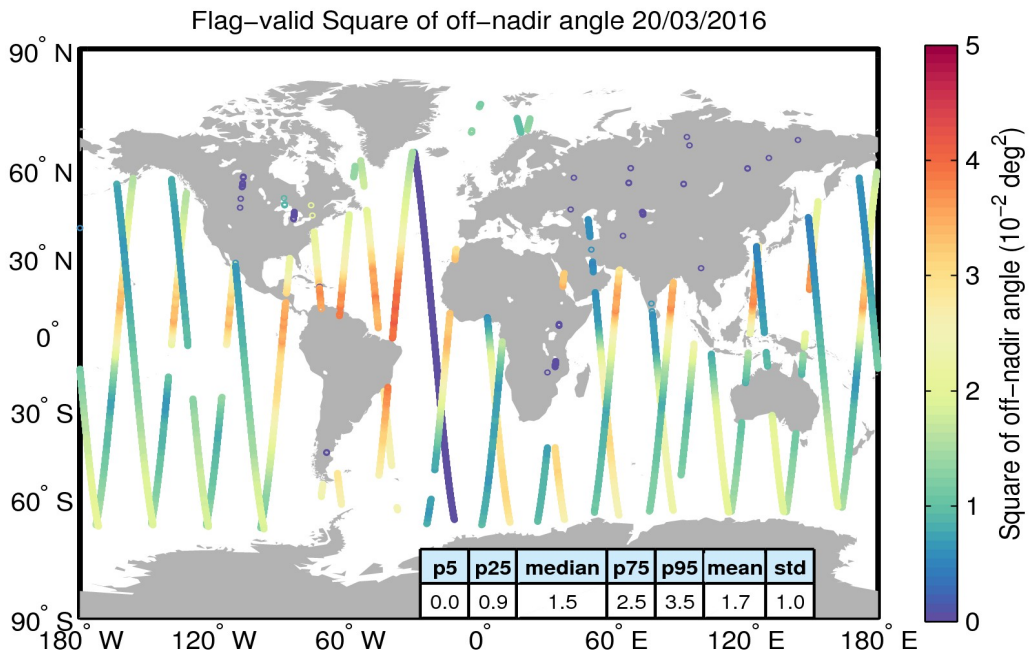 Flag−valid Square of off−nadir angle 20/03/2016
90° N
60° N
30° N
0°
30° S
60° S
90° S
180° W
120° W
60° W
0°
60° E
120° E
180° E
p5 p25 median p75 p95 mean std
0.0 0.9 1.5 2.5 3.5 1.7 1.0
5
4
3
2
1
0
Square of off−nadir angle (10⁻² deg²)